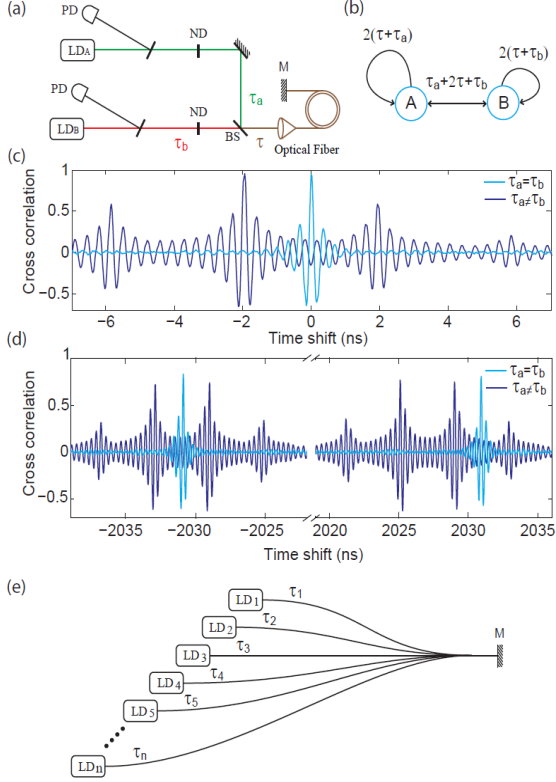 (a)
PD
LDA
ND
M
τa
PD
LDB
ND
τb
BS
τ
Optical Fiber
(b)
2(τ+τa)
2(τ+τb)
τa+2τ+τb
A
B
(c)
Cross correlation
1
0.5
0
−0.5
τa=τb
τa≠τb
−6
−4
−2
0
2
4
6
Time shift (ns)
(d)
Cross correlation
1
0.5
0
−0.5
τa=τb
τa≠τb
−2035
−2030
−2025
2020
2025
2030
2035
Time shift (ns)
(e)
LD1
τ1
LD2
τ2
LD3
τ3
LD4
τ4
LD5
τ5
LDn
τn
M